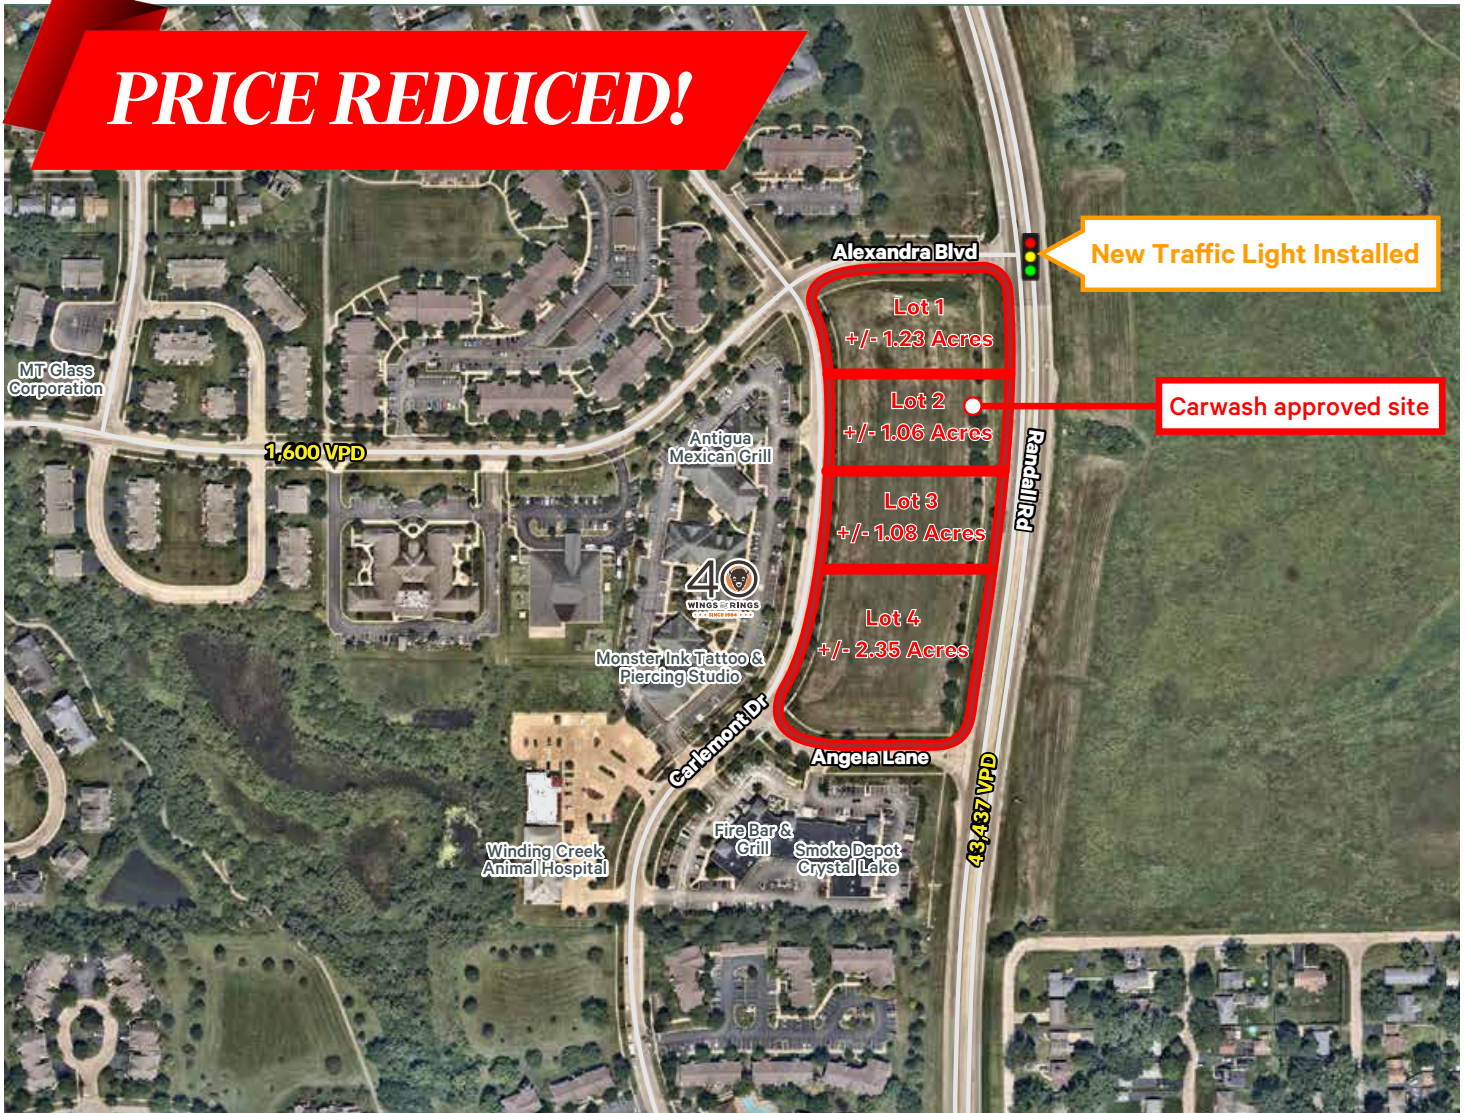 PRICE REDUCED!
Alexandra Blvd
New Traffic Light Installed
Lot 1
+/- 1.23 Acres
MT Glass
Corporation
Lot 2
+/- 1.06 Acres
Carwash approved site
1,600 VPD
Antigua
Mexican Grill
Randall Rd
Lot 3
+/- 1.08 Acres
40
WINGS & RINGS
SINCE 1984
Lot 4
+/- 2.35 Acres
Monster Ink Tattoo &
Piercing Studio
Carlemont Dr
Angela Lane
43,437 VPD
Fire Bar &
Grill
Smoke Depot
Crystal Lake
Winding Creek
Animal Hospital